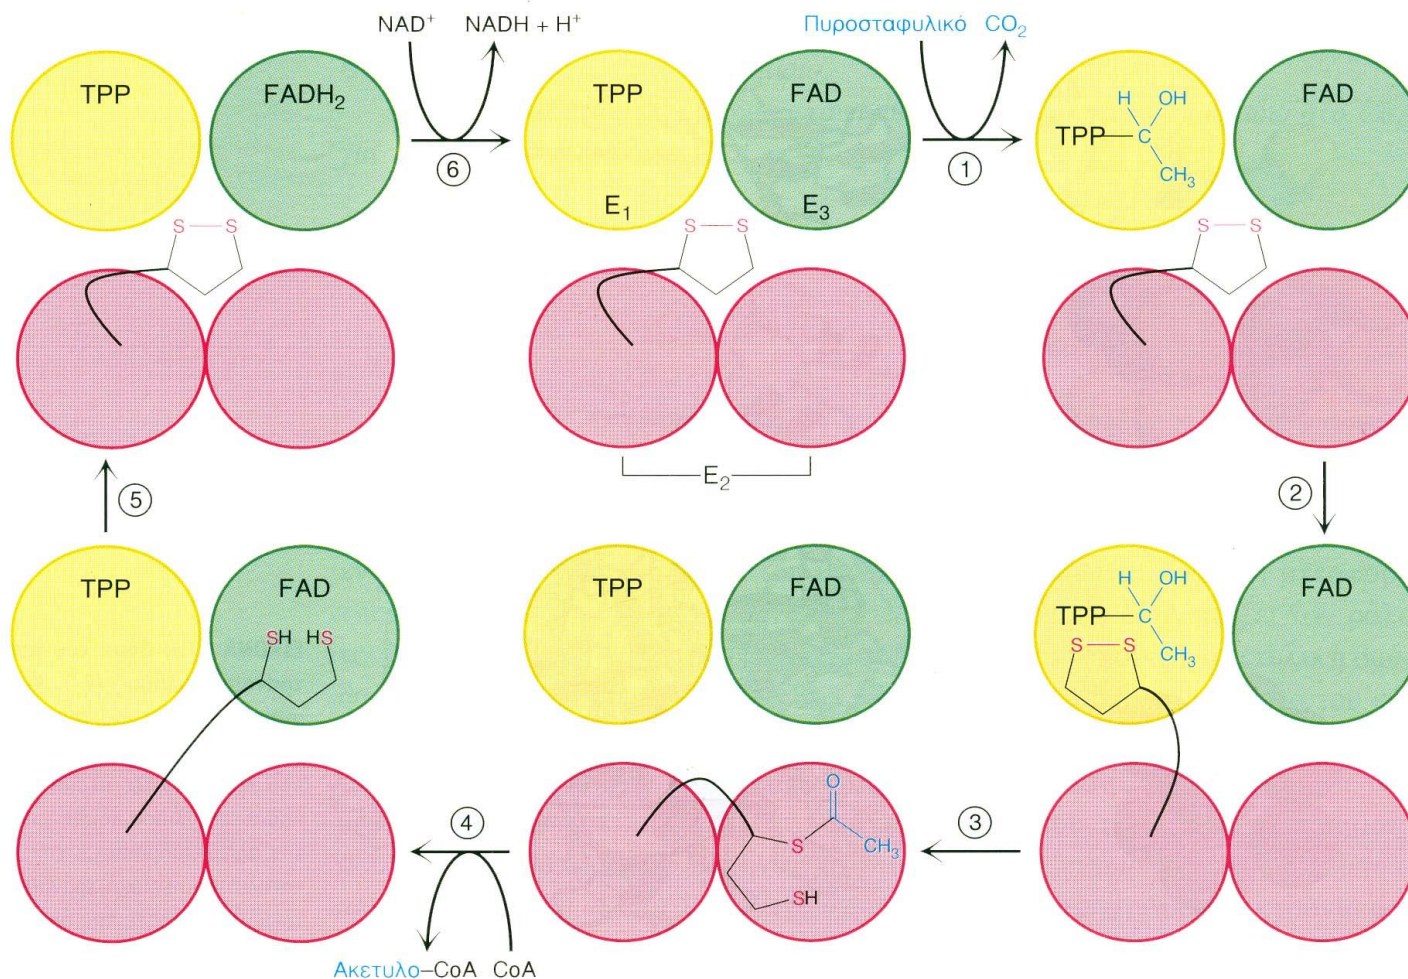 NAD⁺ NADH + H⁺ Πυροσταφυλικό CO₂
TPP FADH₂ TPP FAD TPP H OH C CH₃ FAD
⑥ ①
E₁ E₃
S S S S S S
E₂
⑤ ②
TPP FAD TPP FAD TPP H OH C CH₃ FAD
SH HS S S
④ O ③
S CH₃
SH
Ακετυλο–CoA CoA